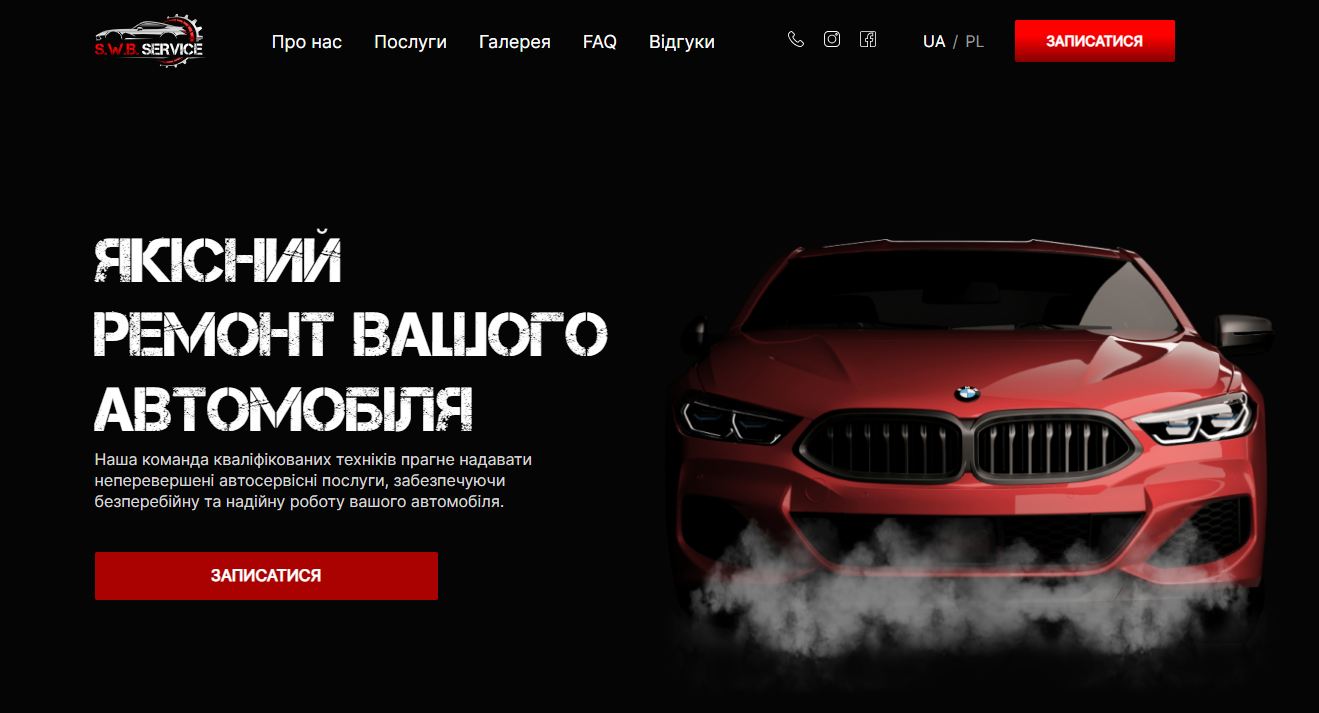 S.W.B. SERVICE
Про нас
Послуги
Галерея
FAQ
Відгуки
UA / PL
ЗАПИСАТИСЯ
ЯКІСНИЙ
РЕМОНТ ВАШОГО
АВТОМОБІЛЯ
Наша команда кваліфікованих техніків прагне надавати
неперевершені автосервісні послуги, забезпечуючи
безперебійну та надійну роботу вашого автомобіля.
ЗАПИСАТИСЯ